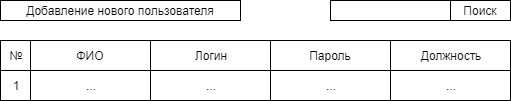 Добавление нового пользователя Поиск
№ ФИО Логин Пароль Должность
1 ... ... ... ...